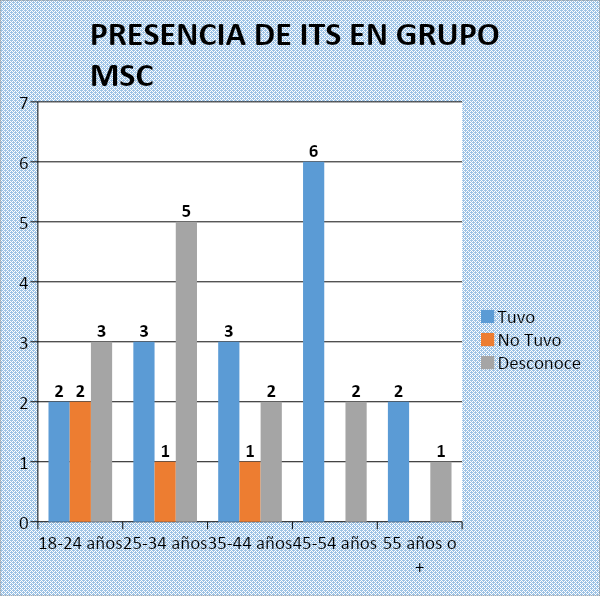 PRESENCIA DE ITS EN GRUPO
MSC
7
6
5
4
3
2
1
0
2 2 3
3 1 5
3 1 2
6 2
2 1
18-24 años 25-34 años 35-44 años 45-54 años 55 años o
+
Tuvo
No Tuvo
Desconoce